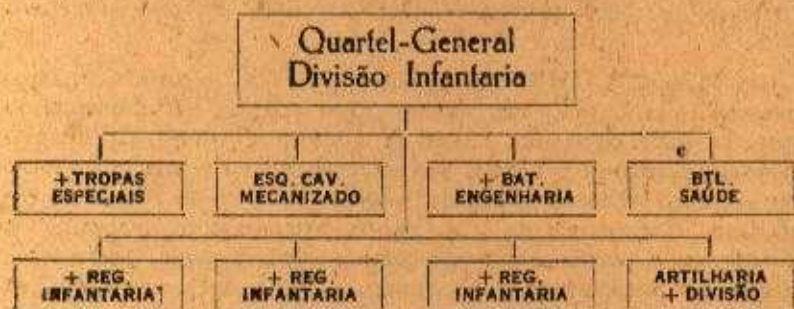 Quartel-General
Divisão Infantaria
+ TROPAS
ESPECIAIS
ESQ. CAV.
MECANIZADO
+ BAT.
ENGENHARIA
BTL.
SAÚDE
+ REG.
INFANTARIA
+ REG.
INFANTARIA
+ REG.
INFANTARIA
ARTILHARIA
+ DIVISÃO